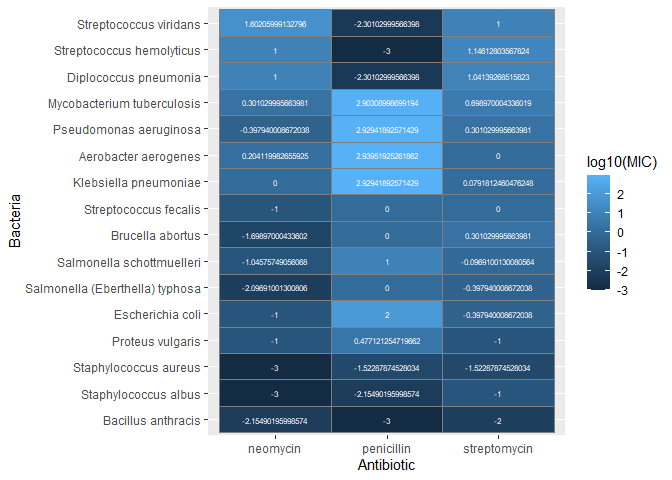 Streptococcus viridans 1.60205999132796 -2.30102999566398 1
Streptococcus hemolyticus 1 -3 1.14612803567824
Diplococcus pneumonia 1 -2.30102999566398 1.04139268515823
Mycobacterium tuberculosis 0.301029995663981 2.90308998699194 0.698970004336019
Pseudomonas aeruginosa -0.397940008672038 2.92941892571429 0.301029995663981
Aerobacter aerogenes 0.204119982655925 2.93951925261862 0
Klebsiella pneumoniae 0 2.92941892571429 0.0791812460476248
Streptococcus fecalis -1 0 0
Brucella abortus -1.69897000433602 0 0.301029995663981
Salmonella schottmuelleri -1.04575749056068 1 -0.0969100130080564
Salmonella (Eberthella) typhosa -2.09691001300806 0 -0.397940008672038
Escherichia coli -1 2 -0.397940008672038
Proteus vulgaris -1 0.477121254719662 -1
Staphylococcus aureus -3 -1.52287874528034 -1.52287874528034
Staphylococcus albus -3 -2.15490195998574 -1
Bacillus anthracis -2.15490195998574 -3 -2
neomycin penicillin streptomycin
Antibiotic
Bacteria
log10(MIC)
2
1
0
-1
-2
-3